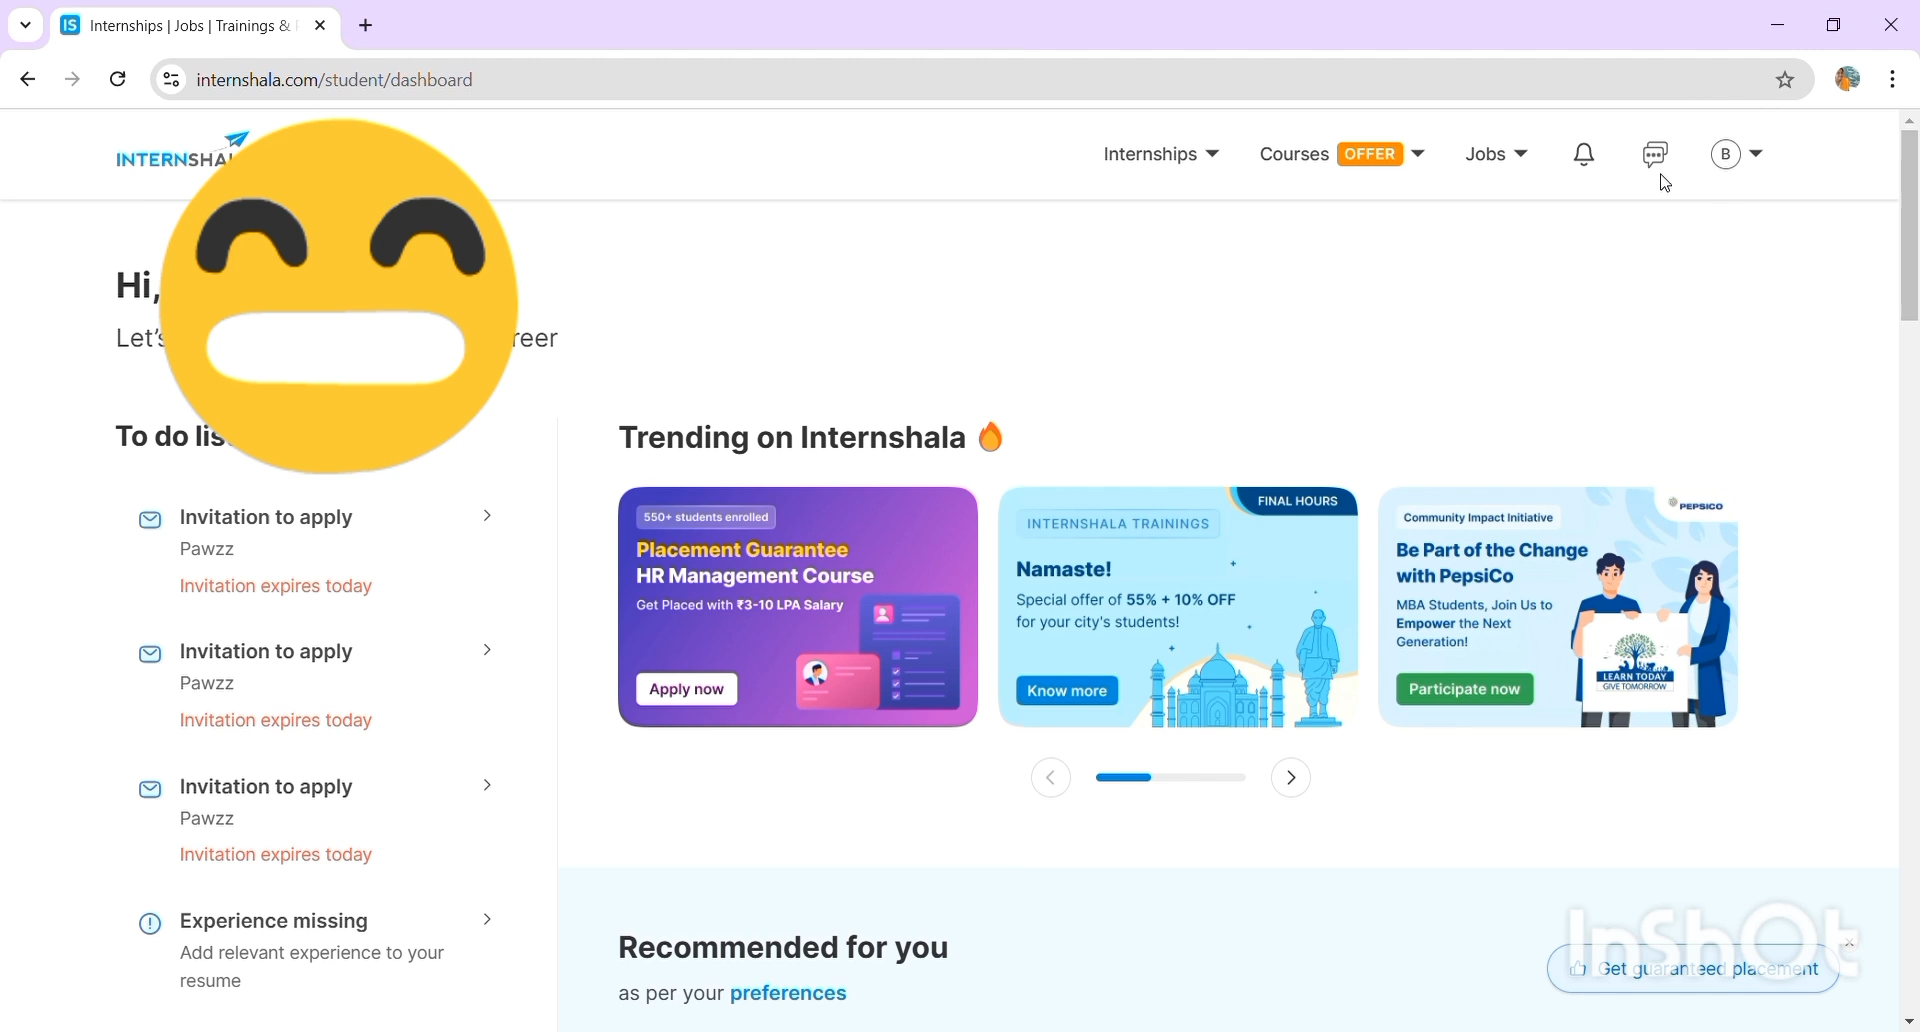 IS Internships | Jobs | Trainings &
internshala.com/student/dashboard
INTERNSHA
Internships
Courses OFFER
Jobs
B
Hi,
Let's
reer
To do lis
Invitation to apply
Pawzz
Invitation expires today
Invitation to apply
Pawzz
Invitation expires today
Invitation to apply
Pawzz
Invitation expires today
Experience missing
Add relevant experience to your
resume
Trending on Internshala
550+ students enrolled
Placement Guarantee
HR Management Course
Get Placed with ₹3-10 LPA Salary
Apply now
FINAL HOURS
INTERNSHALA TRAININGS
Namaste!
Special offer of 55% + 10% OFF
for your city's students!
Know more
PEPSICO
Community Impact Initiative
Be Part of the Change
with PepsiCo
MBA Students, Join Us to
Empower the Next
Generation!
LEARN TODAY
GIVE TOMORROW
Participate now
Recommended for you
as per your preferences
InShOt
Get guaranteed placement